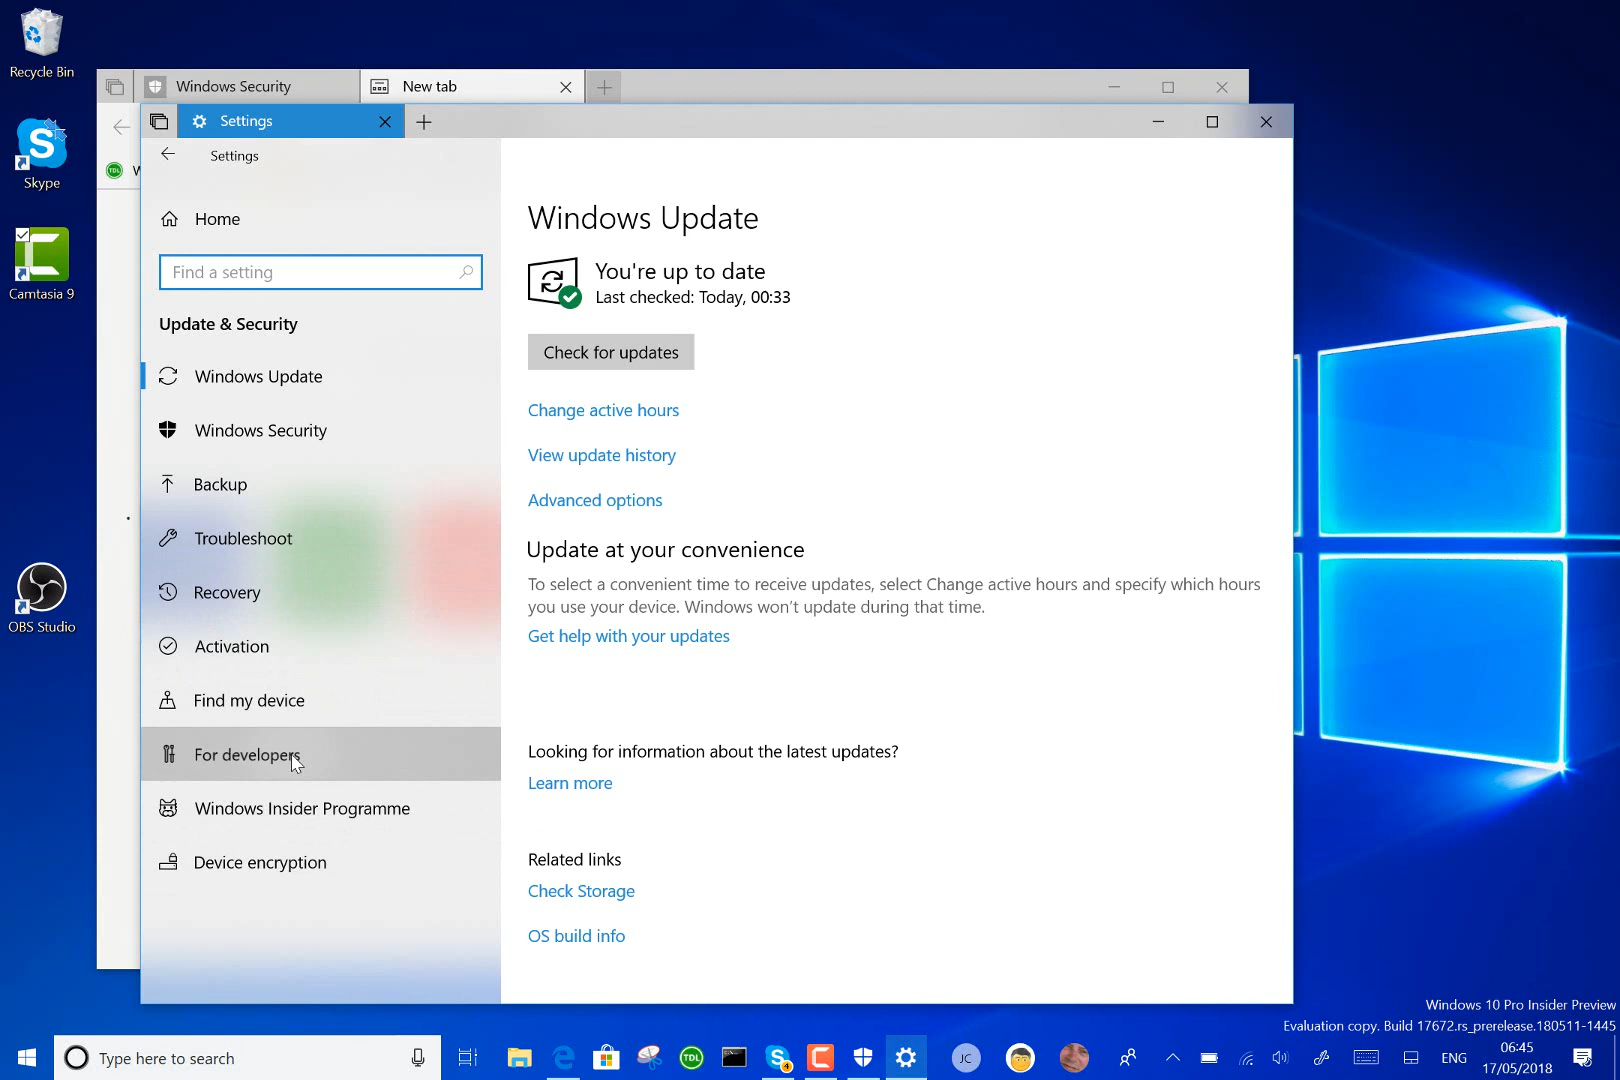 Recycle Bin
Skype
Camtasia 9
OBS Studio
Windows Security
New tab
TDL
W
Settings
Settings
Home
Find a setting
Update & Security
Windows Update
Windows Security
Backup
Troubleshoot
Recovery
Activation
Find my device
For developers
Windows Insider Programme
Device encryption
Windows Update
You're up to date
Last checked: Today, 00:33
Check for updates
Change active hours
View update history
Advanced options
Update at your convenience
To select a convenient time to receive updates, select Change active hours and specify which hours
you use your device. Windows won't update during that time.
Get help with your updates
Looking for information about the latest updates?
Learn more
Related links
Check Storage
OS build info
Windows 10 Pro Insider Preview
Evaluation copy. Build 17672.rs_prerelease.180511-1445
Type here to search
TDL
4
JC
ENG
06:45
17/05/2018